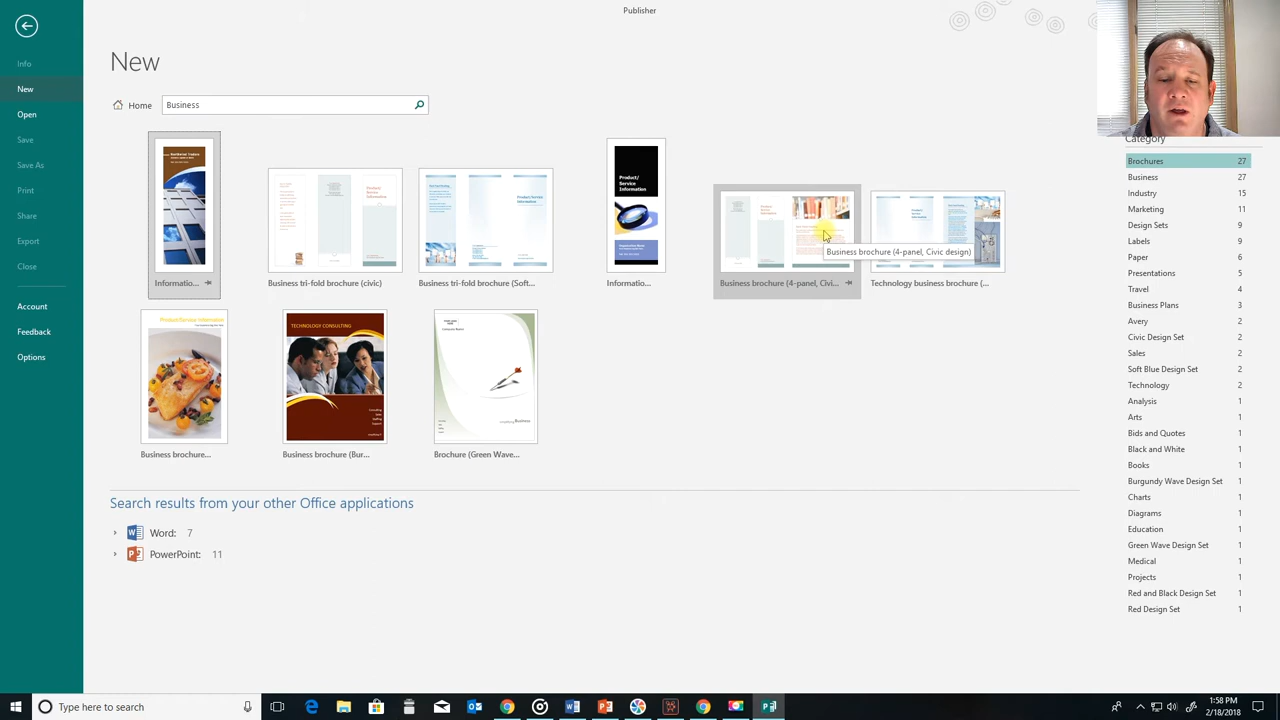 Publisher
Info
New
Open
Save
Save As
Print
Share
Export
Close
Account
Feedback
Options
New
Home
Business
Informatio...
Business tri-fold brochure (civic)
Business tri-fold brochure (Soft...
Informatio...
Business brochure (4-panel, Civi...
Technology business brochure (...
Business brochure (4-panel, Civic design)
Product/
Service
Information
Product/Service Information
TECHNOLOGY CONSULTING
Business brochure...
Business brochure (Bur...
Brochure (Green Wave...
Search results from your other Office applications
Word: 7
PowerPoint: 11
Category
Brochures 27
Business 27
Industry 15
Marketing 11
Design Sets 9
Labels 9
Paper 6
Presentations 5
Travel 4
Business Plans 3
Avery 2
Civic Design Set 2
Sales 2
Soft Blue Design Set 2
Technology 2
Analysis 1
Arts 1
Bids and Quotes 1
Black and White 1
Books 1
Burgundy Wave Design Set 1
Charts 1
Diagrams 1
Education 1
Green Wave Design Set 1
Medical 1
Projects 1
Red and Black Design Set 1
Red Design Set 1
Type here to search
1:58 PM
2/18/2018